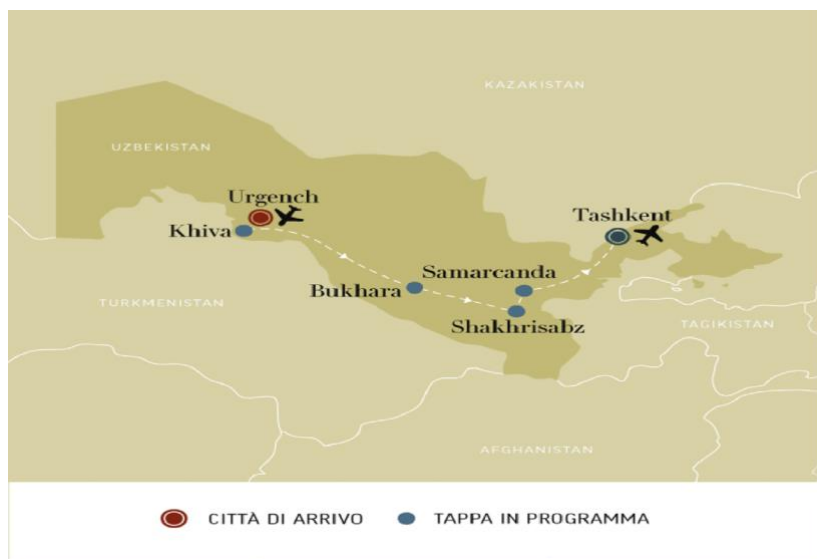 KAZAKISTAN
UZBEKISTAN
Urgench
Tashkent
Khiva
Samarcanda
Bukhara
TURKMENISTAN
Shakhrisabz
TAGIKISTAN
AFGHANISTAN
CITTÀ DI ARRIVO
TAPPA IN PROGRAMMA